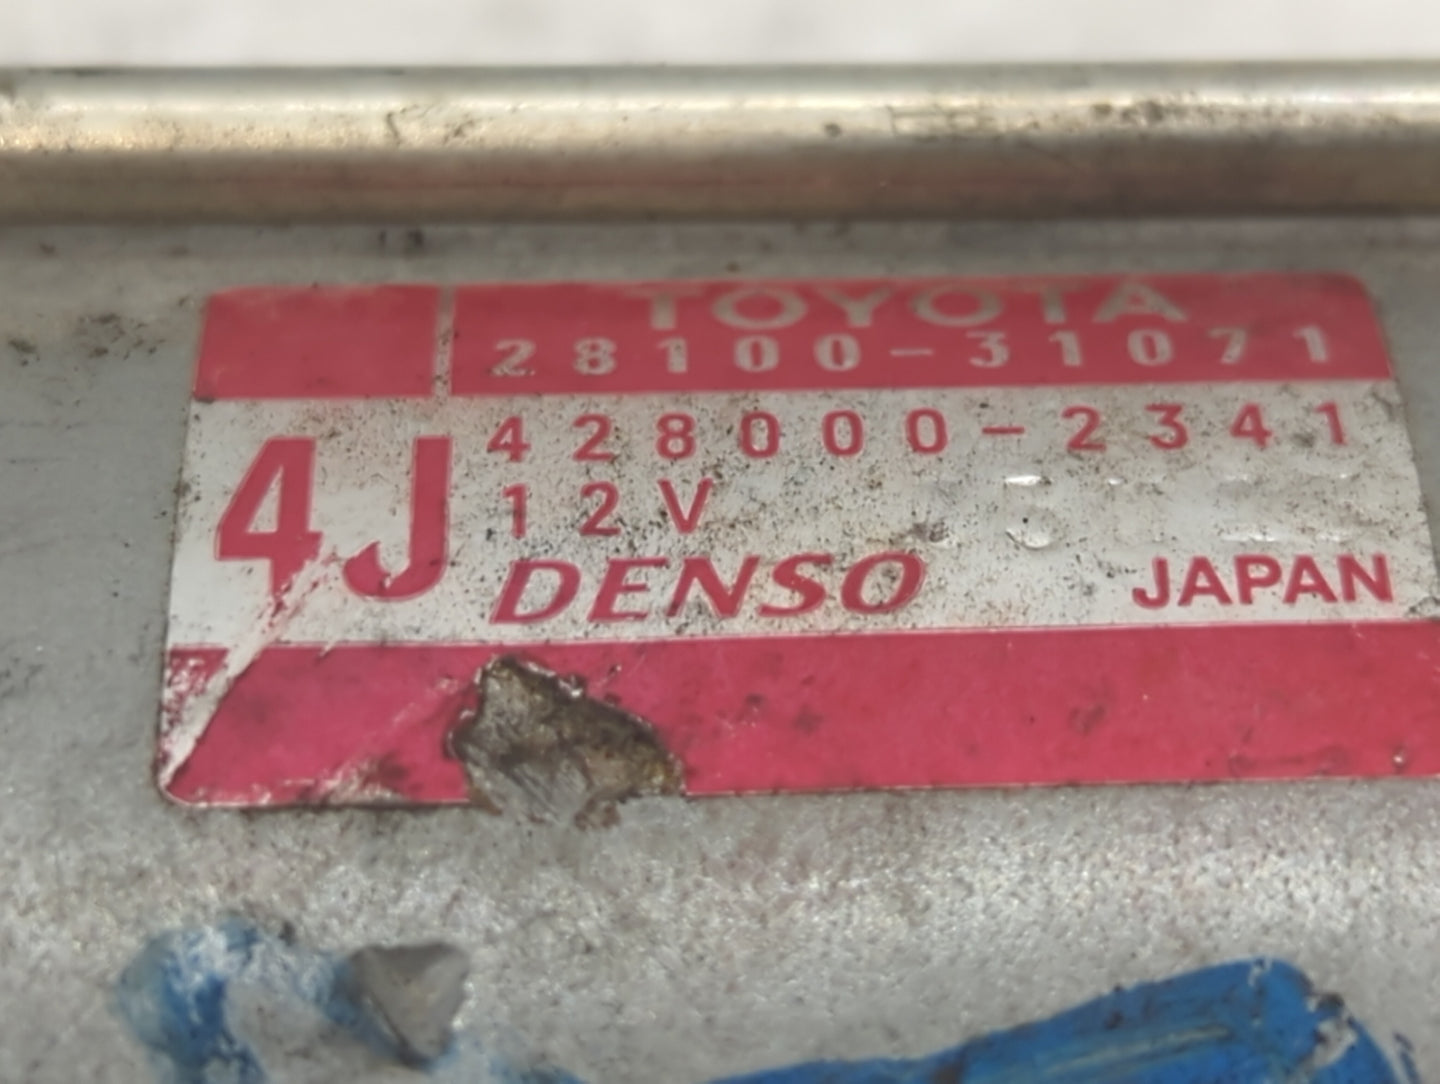 TOYOTA
28100-31071
4J
428000-2341
12V
DENSO JAPAN